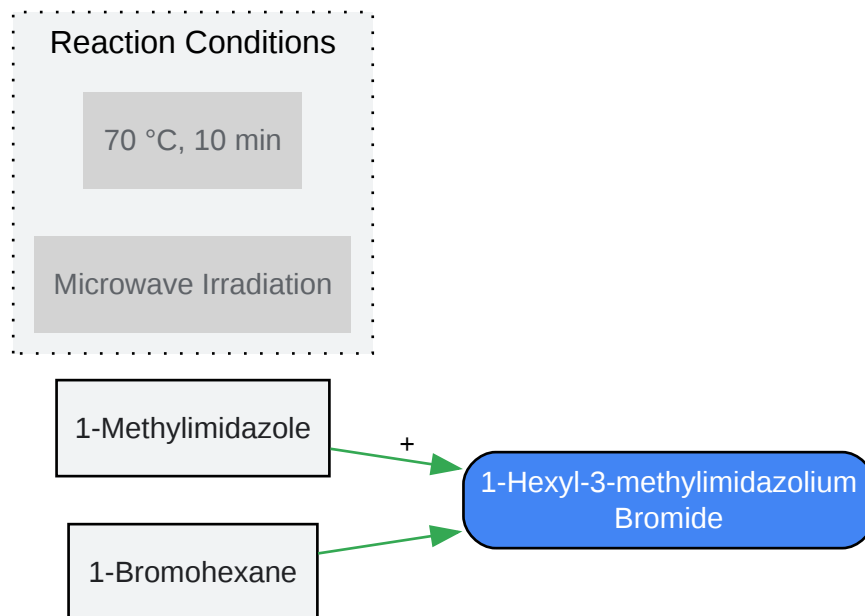 Reaction Conditions
70 °C, 10 min
Microwave Irradiation
1-Methylimidazole
+
1-Hexyl-3-methylimidazolium
Bromide
1-Bromohexane